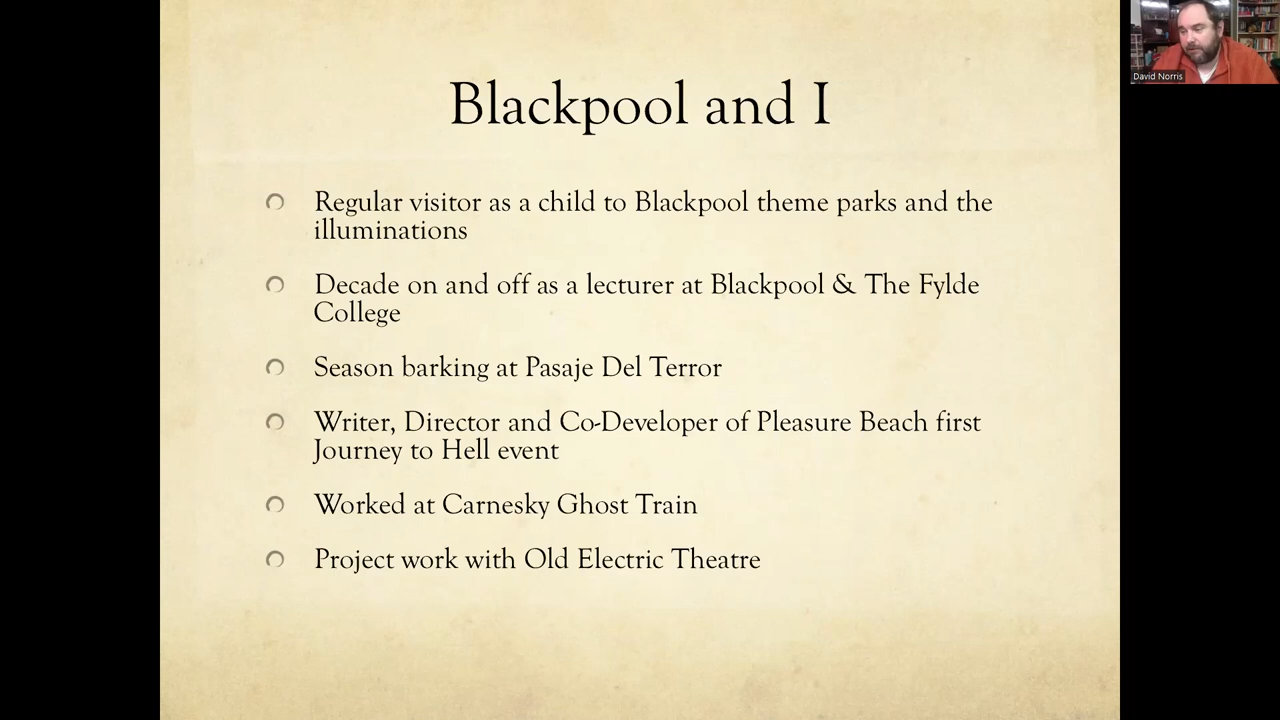 Blackpool and I
David Norris
Regular visitor as a child to Blackpool theme parks and the
illuminations
Decade on and off as a lecturer at Blackpool & The Fylde
College
Season barking at Pasaje Del Terror
Writer, Director and Co-Developer of Pleasure Beach first
Journey to Hell event
Worked at Carnesky Ghost Train
Project work with Old Electric Theatre